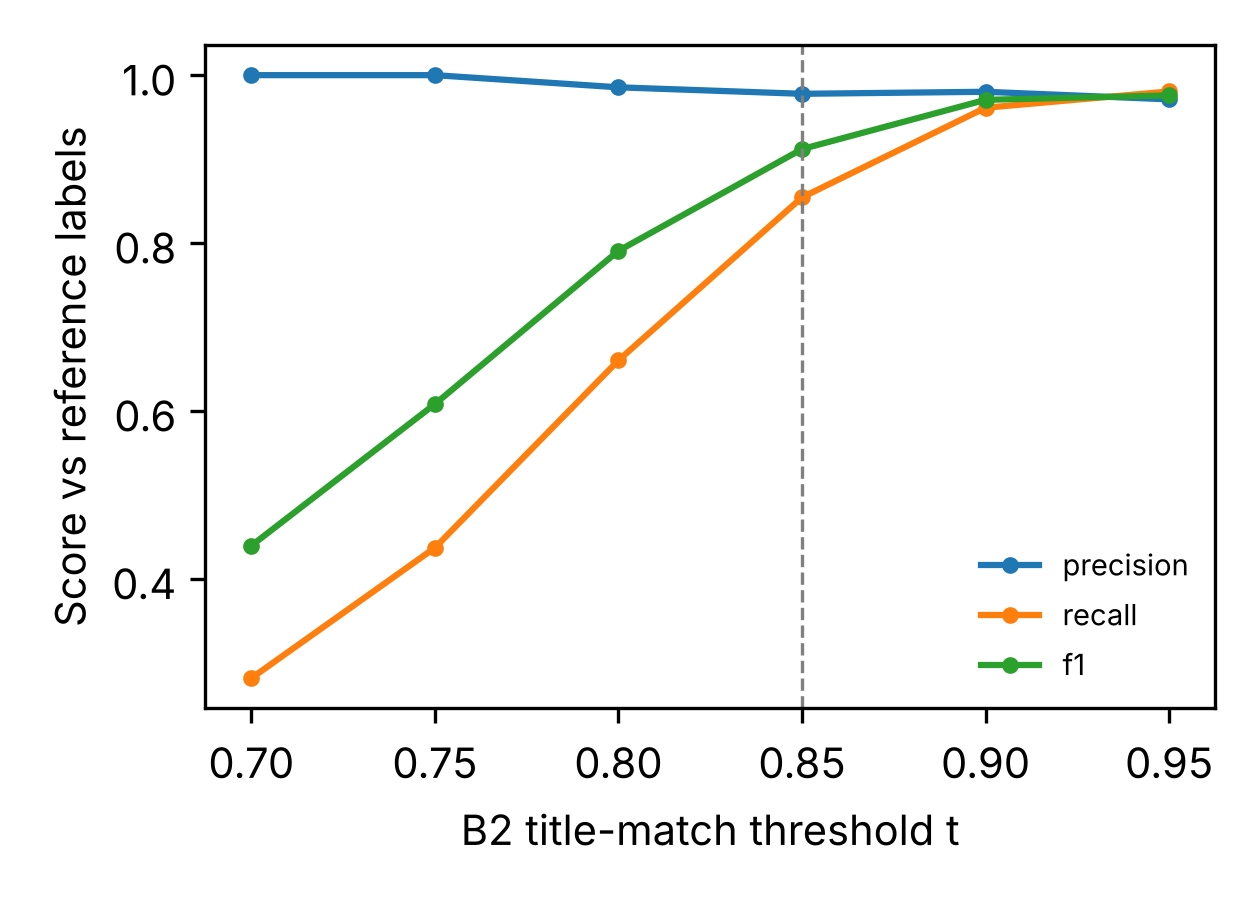 Score vs reference labels
1.0
0.8
0.6
0.4
precision
recall
f1
0.70 0.75 0.80 0.85 0.90 0.95
B2 title-match threshold t